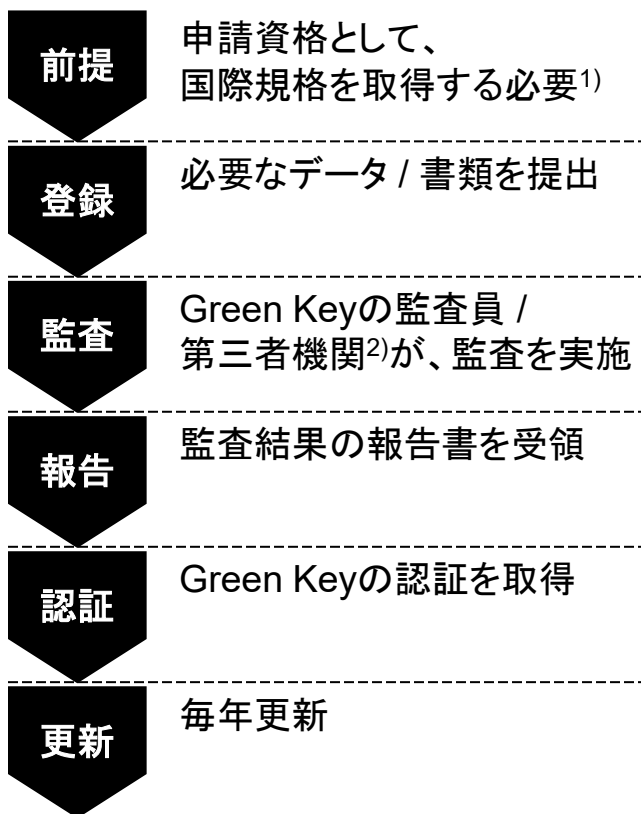 前提
申請資格として、
国際規格を取得する必要1)
登録
必要なデータ / 書類を提出
監査
Green Keyの監査員 /
第三者機関2)が、監査を実施
報告
監査結果の報告書を受領
認証
Green Keyの認証を取得
更新
毎年更新